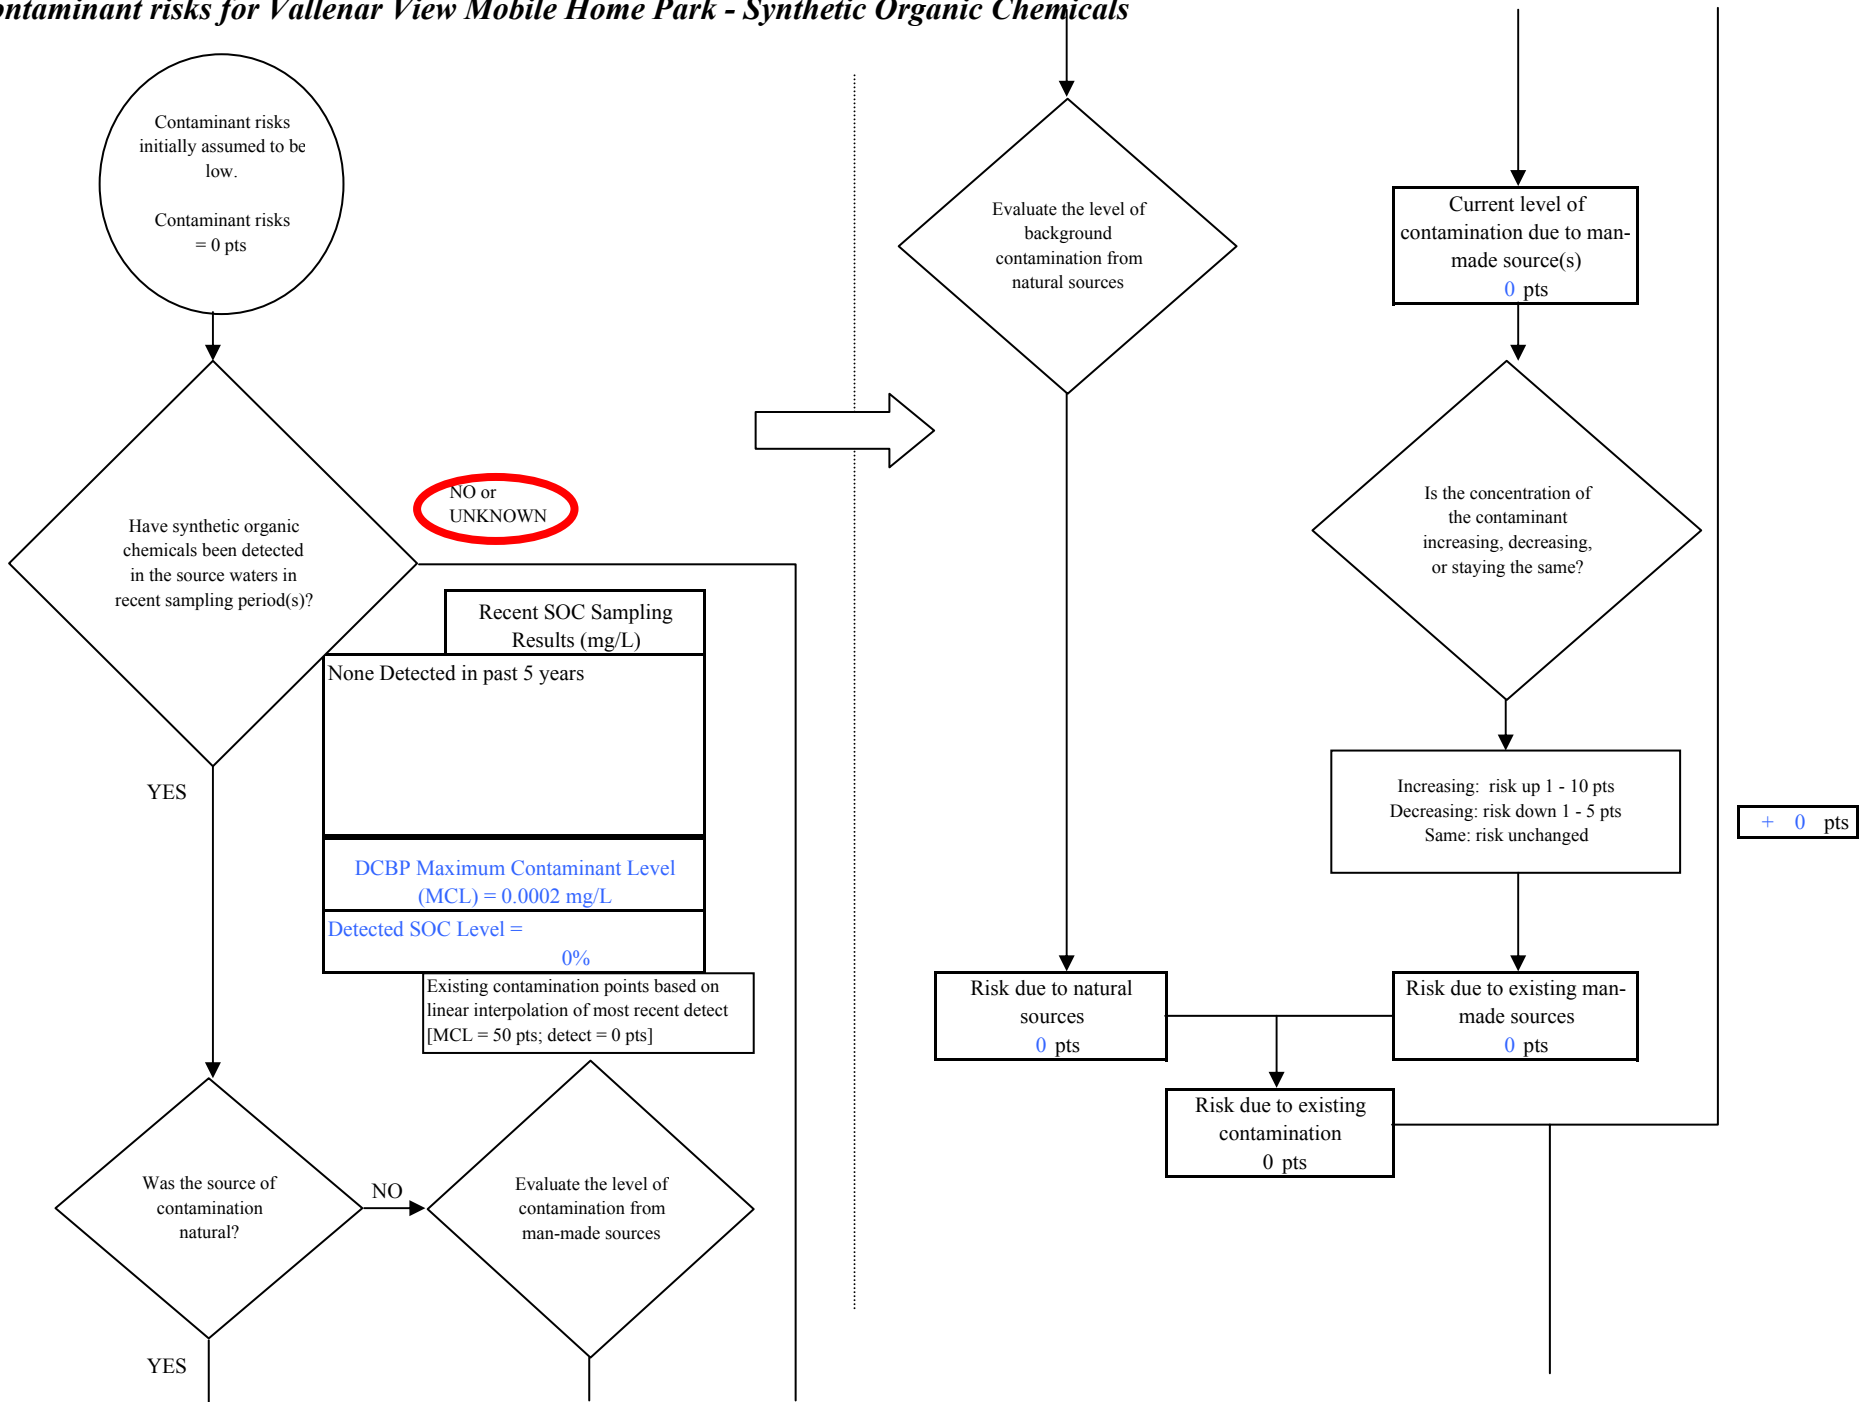 ontaminant risks for Vallenar View Mobile Home Park - Synthetic Organic Chemicals
Contaminant risks
initially assumed to be
low.
Contaminant risks
= 0 pts
Have synthetic organic
chemicals been detected
in the source waters in
recent sampling period(s)?
NO or
UNKNOWN
Recent SOC Sampling
Results (mg/L)
None Detected in past 5 years
DCBP Maximum Contaminant Level
(MCL) = 0.0002 mg/L
Detected SOC Level =
0%
Existing contamination points based on
linear interpolation of most recent detect
[MCL = 50 pts; detect = 0 pts]
YES
Was the source of
contamination
natural?
NO
Evaluate the level of
contamination from
man-made sources
YES
Evaluate the level of
background
contamination from
natural sources
Current level of
contamination due to man-
made source(s)
0 pts
Is the concentration of
the contaminant
increasing, decreasing,
or staying the same?
Increasing: risk up 1 - 10 pts
Decreasing: risk down 1 - 5 pts
Same: risk unchanged
+ 0 pts
Risk due to natural
sources
0 pts
Risk due to existing man-
made sources
0 pts
Risk due to existing
contamination
0 pts